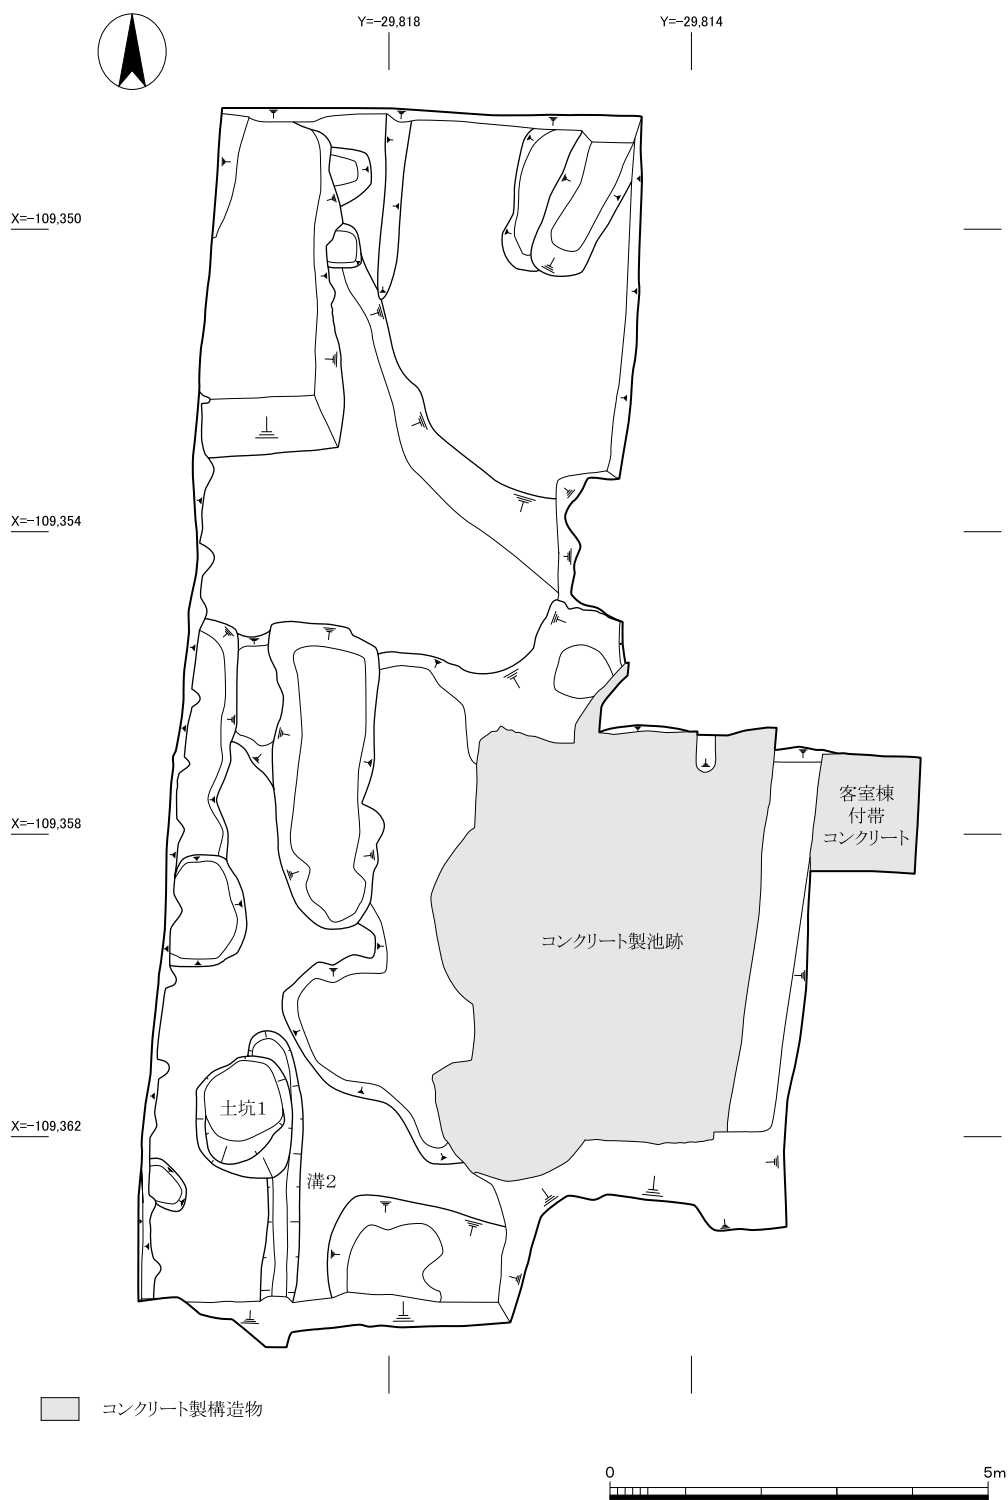 Y=-29,818
Y=-29,814
X=-109,350
X=-109,354
X=-109,358
X=-109,362
客室棟
付帯
コンクリート
コンクリート製池跡
土坑1
溝2
コンクリート製構造物
0
5m